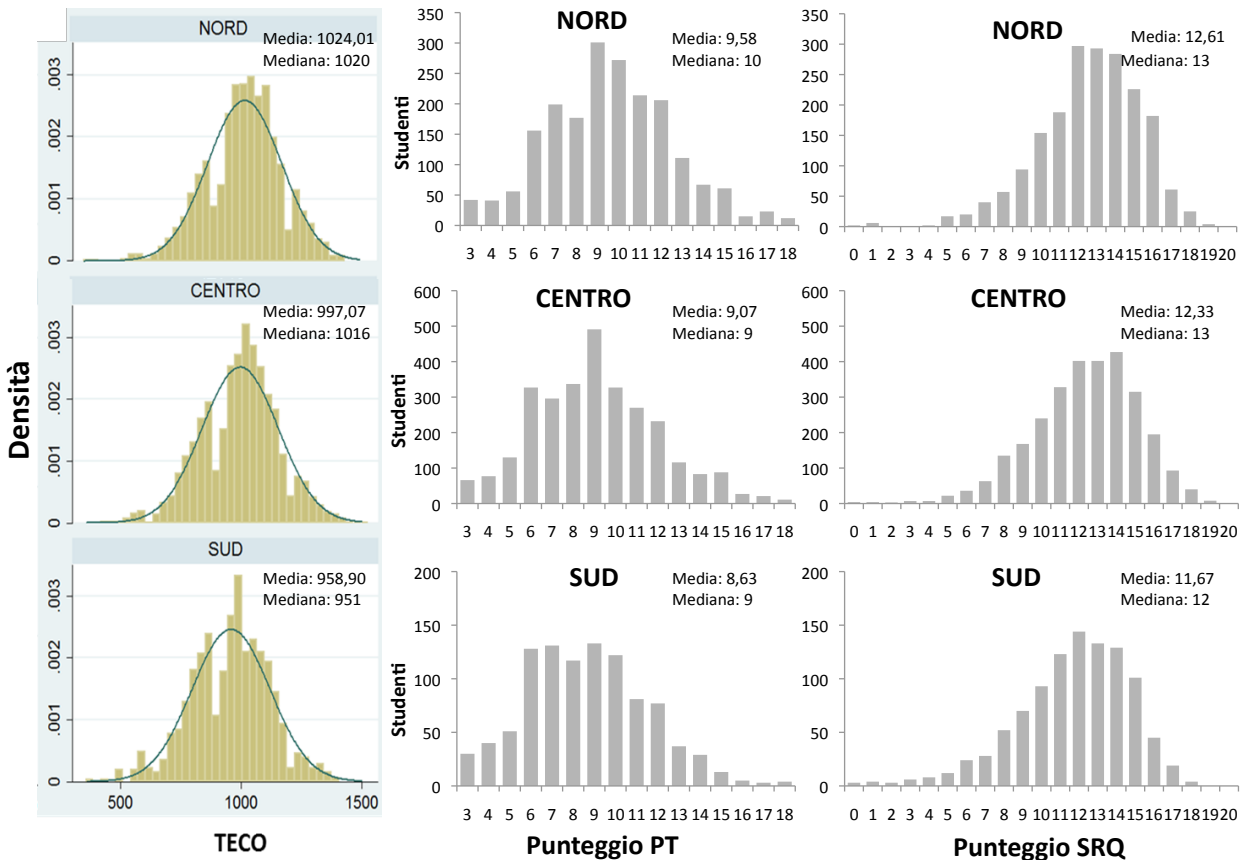 NORD
Media: 1024,01
Mediana: 1020
.003
.002
.001
0
CENTRO
Media: 997,07
Mediana: 1016
.003
.002
.001
0
SUD
Media: 958,90
Mediana: 951
.003
.002
.001
0
500 1000 1500
Densità
TECO
NORD
Media: 9,58
Mediana: 10
350
300
250
200
150
100
50
0
Studenti
3 4 5 6 7 8 9 10 11 12 13 14 15 16 17 18
CENTRO
Media: 9,07
Mediana: 9
600
500
400
300
200
100
0
Studenti
3 4 5 6 7 8 9 10 11 12 13 14 15 16 17 18
SUD
Media: 8,63
Mediana: 9
200
150
100
50
0
Studenti
3 4 5 6 7 8 9 10 11 12 13 14 15 16 17 18
Punteggio PT
NORD
Media: 12,61
Mediana: 13
350
300
250
200
150
100
50
0
0 1 2 3 4 5 6 7 8 9 10 11 12 13 14 15 16 17 18 19 20
CENTRO
Media: 12,33
Mediana: 13
600
500
400
300
200
100
0
0 1 2 3 4 5 6 7 8 9 10 11 12 13 14 15 16 17 18 19 20
SUD
Media: 11,67
Mediana: 12
200
150
100
50
0
0 1 2 3 4 5 6 7 8 9 10 11 12 13 14 15 16 17 18 19 20
Punteggio SRQ